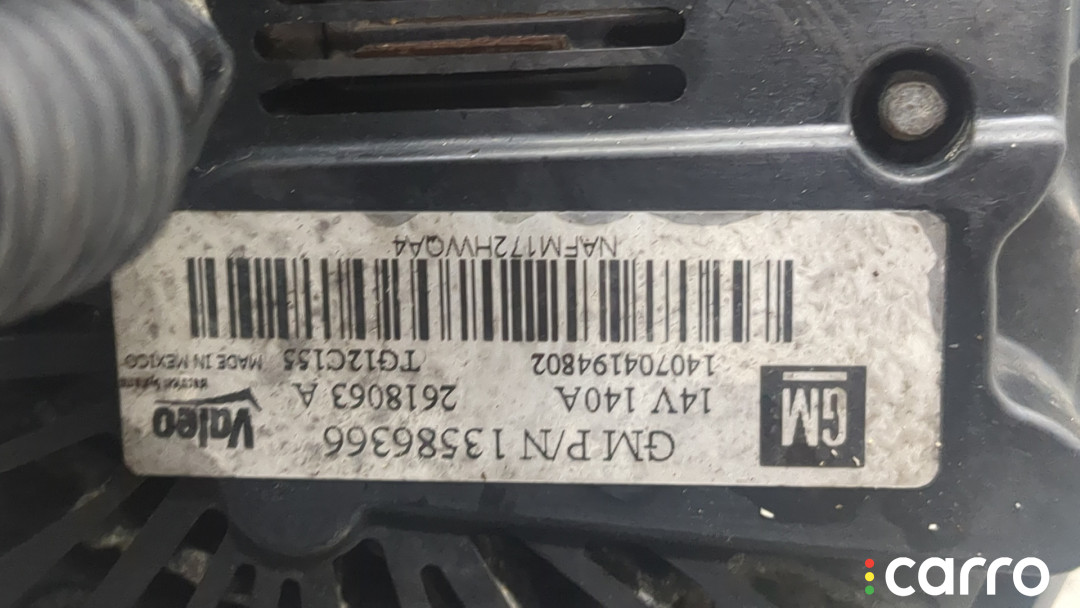 GM
GM P/N 13586366
Valeo
14V 140A
2618063 A
140704194802
TG12C155
MADE IN MEXICO
NAFM172HWQA4
carro